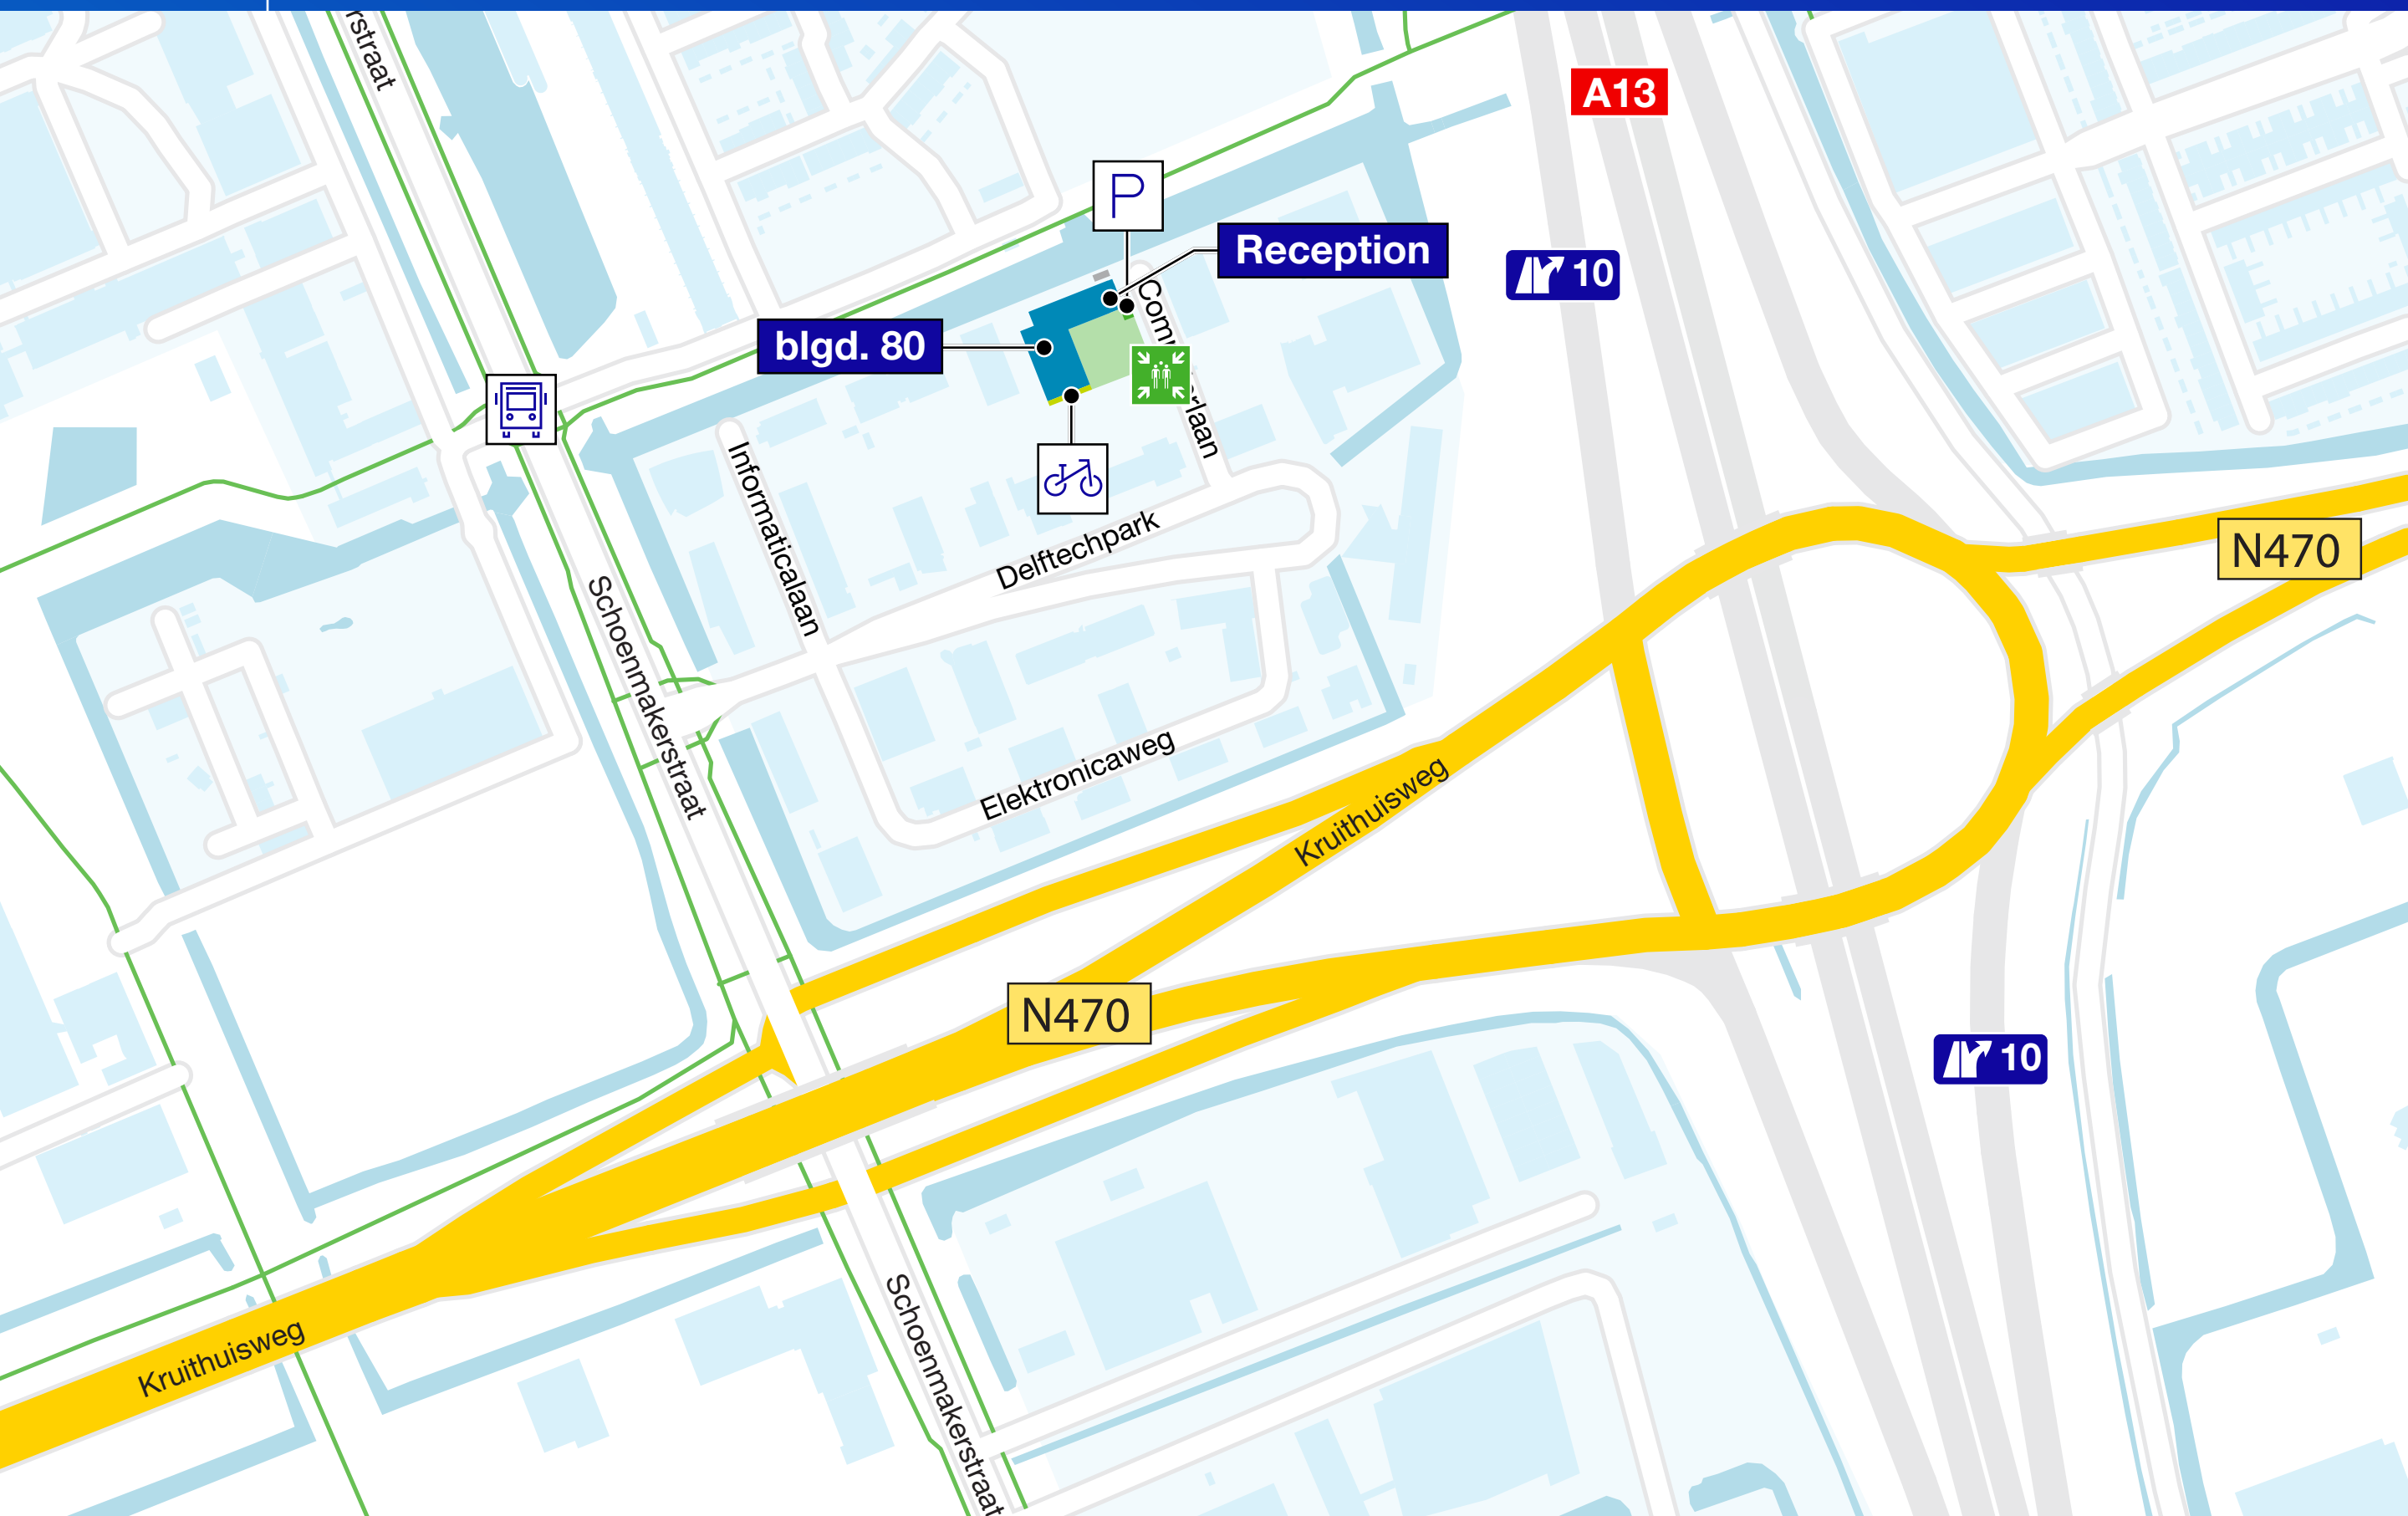 rstraat
A13
P
Reception
10
blgd. 80
Informaticalaan
Delftechpark
N470
Schoenmakerstraat
Elektronicaweg
Kruithuisweg
N470
10
Kruithuisweg
Schoenmakerstraat